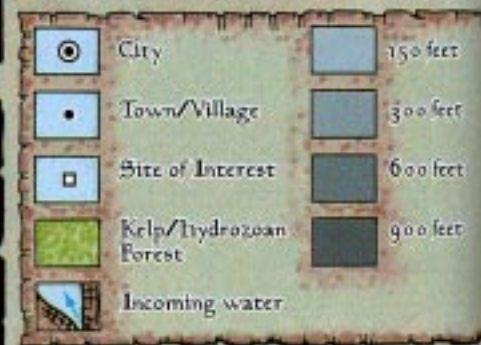 City
Town/Village
Site of Interest
Kelp/Hydrozoan
Forest
Incoming water
150 feet
300 feet
600 feet
900 feet